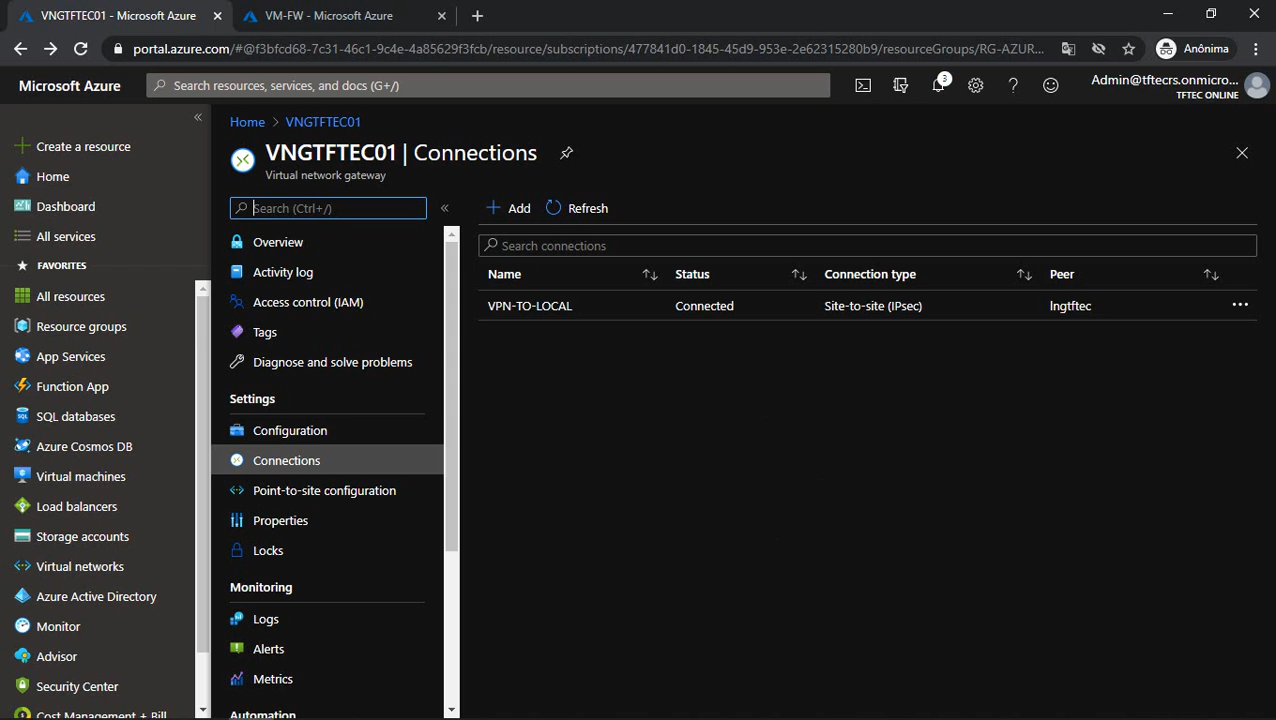 VNGTFTEC01 - Microsoft Azure
VM-FW - Microsoft Azure
portal.azure.com/#@f3bfcd68-7c31-46c1-9c4e-4a85629f3fcb/resource/subscriptions/477841d0-1845-45d9-953e-2e62315280b9/resourceGroups/RG-AZUR...
Anônima
Microsoft Azure
Search resources, services, and docs (G+/)
3
Admin@tftecrs.onmicro...
TFTEC ONLINE
Create a resource
Home
Dashboard
All services
FAVORITES
All resources
Resource groups
App Services
Function App
SQL databases
Azure Cosmos DB
Virtual machines
Load balancers
Storage accounts
Virtual networks
Azure Active Directory
Monitor
Advisor
Security Center
Cost Management + Bill
Home > VNGTFTEC01
VNGTFTEC01 | Connections
Virtual network gateway
Search (Ctrl+/)
Overview
Activity log
Access control (IAM)
Tags
Diagnose and solve problems
Settings
Configuration
Connections
Point-to-site configuration
Properties
Locks
Monitoring
Logs
Alerts
Metrics
Automation
Add Refresh
Search connections
Name Status Connection type Peer
VPN-TO-LOCAL Connected Site-to-site (IPsec) lngtftec